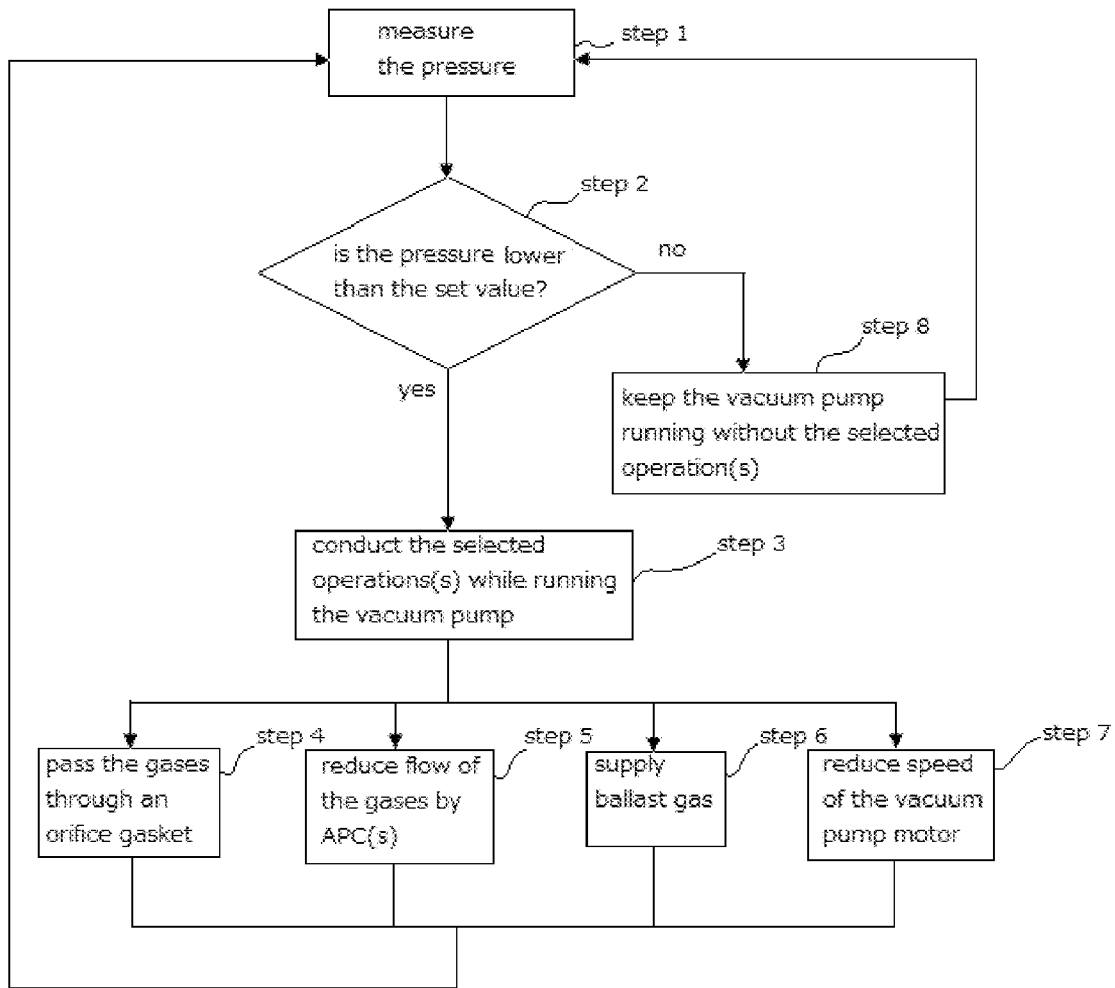 measure
the pressure
step 1
step 2
is the pressure lower
than the set value?
no
yes
step 8
keep the vacuum pump
running without the selected
operation(s)
conduct the selected
operations(s) while running
the vacuum pump
step 3
step 4
pass the gases
through an
orifice gasket
step 5
reduce flow of
the gases by
APC(s)
step 6
supply
ballast gas
step 7
reduce speed
of the vacuum
pump motor